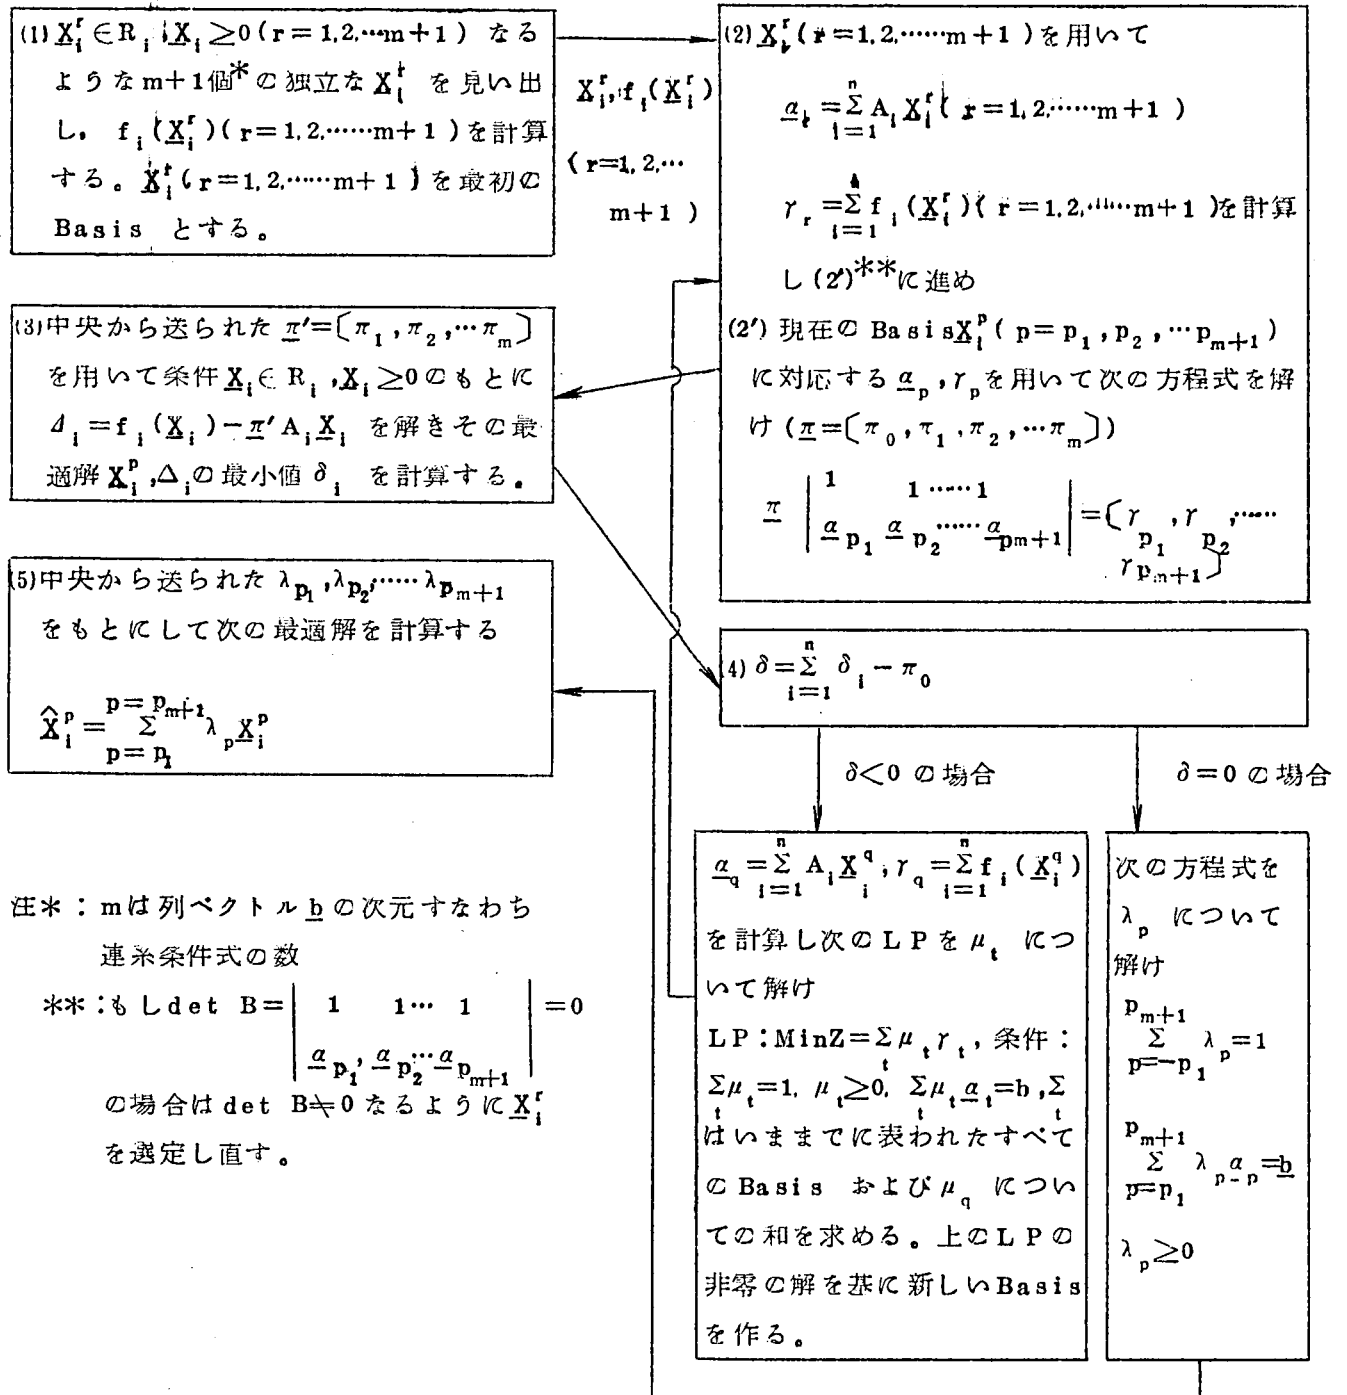 (1) X_i^r ∈ R_i , X_i ≥0 (r = 1,2,…m+1) なる
ようなm+1個* の独立な X_i^r を見い出
し, f_i (X_i^r)( r = 1,2,……m+1 )を計算
する。X_i^r ( r = 1,2,……m+1 )を最初の
Basis とする。
X_i^r, f_i (X_i^r)
( r=1, 2,…
m+1 )
(2) X_i^r ( r = 1,2,……m+1 )を用いて
α_r = Σ_{i=1}^n A_i X_i^r ( r = 1,2,……m+1 )
γ_r = Σ_{i=1}^n f_i (X_i^r)( r = 1,2,……m+1 )を計算
し (2')**に進め
(2') 現在の Basis X_i^p ( p = p_1 , p_2 , … p_{m+1} )
に対応する α_p , γ_p を用いて次の方程式を解
け ( π =〔 π_0 , π_1 , π_2 , … π_m 〕)
π | 1 1 …… 1 |
| α_{p_1} α_{p_2} …… α_{p_{m+1}} | =〔 γ_{p_1} , γ_{p_2} , ……
γ_{p_{m+1}} 〕
(3)中央から送られた π′=〔 π_1 , π_2 , … π_m 〕
を用いて条件 X_i ∈ R_i , X_i ≥0 のもとに
Δ_i = f_i (X_i) − π′ A_i X_i を解きその最
適解 X_i^p , Δ_i の最小値 δ_i を計算する.
(4) δ = Σ_{i=1}^n δ_i − π_0
(5)中央から送られた λ_{p_1} , λ_{p_2} , …… λ_{p_{m+1}}
をもとにして次の最適解を計算する
X̂_i^p = Σ_{p=p_1}^{p=p_{m+1}} λ_p X_i^p
δ<0 の場合
δ=0 の場合
α_q = Σ_{i=1}^n A_i X_i^q , γ_q = Σ_{i=1}^n f_i (X_i^q)
を計算し次のLPを μ_t につ
いて解け
LP:MinZ= Σ_t μ_t γ_t , 条件:
Σ_t μ_t =1, μ_t ≥0, Σ_t μ_t α_t =b , Σ_t
はいままでに表われたすべて
の Basis および μ_q につい
ての和を求める。上のLPの
非零の解を基に新しいBasis
を作る。
次の方程式を
λ_p について
解け
Σ_{p=p_1}^{p_{m+1}} λ_p =1
Σ_{p=p_1}^{p_{m+1}} λ_p α_p = b
λ_p ≥0
注*:mは列ベクトル b の次元すなわち
連糸条件式の数
**:もし det B= | 1 1… 1 | =0
| α_{p_1} , α_{p_2} … α_{p_{m+1}} |
の場合は det B≠0 なるように X_i^r
を選定し直す。